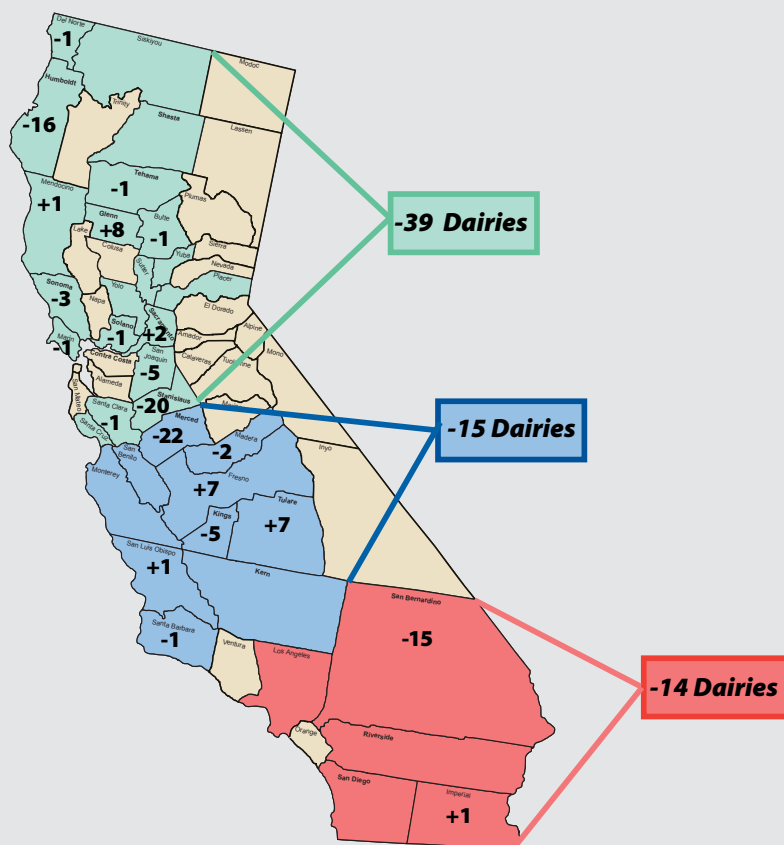 Del Norte
-1
Siskiyou
Modoc
Humboldt
-16
Trinity
Shasta
Lassen
Tehama
-1
Mendocino
+1
Plumas
Glenn
+8
Butte
-1
Lake
Colusa
Sutter
Yuba
Sierra
Nevada
Placer
-39 Dairies
Sonoma
-3
Napa
Yolo
Sacramento
+2
El Dorado
Solano
-1
Marin
-1
Amador
Alpine
Contra Costa
San
Joaquin
-5
Calaveras
Tuolumne
Mono
Alameda
San Mateo
Stanislaus
-20
Santa Clara
-1
Santa Cruz
Merced
-22
Madera
-2
-15 Dairies
San
Benito
Monterey
Fresno
+7
Inyo
Tulare
+7
Kings
-5
San Luis Obispo
+1
Kern
San Bernardino
-15
Santa Barbara
-1
Ventura
Los Angeles
-14 Dairies
Orange
Riverside
San Diego
Imperial
+1